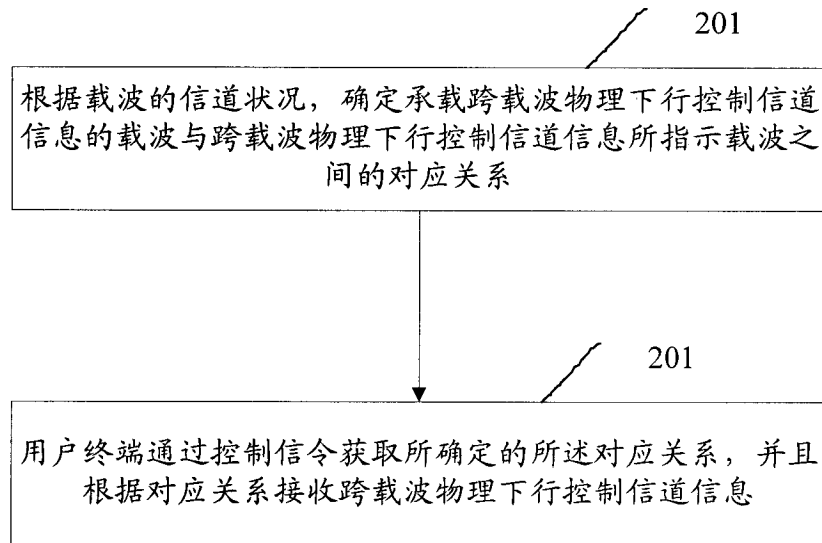 201
根据载波的信道状况，确定承载跨载波物理下行控制信道
信息的载波与跨载波物理下行控制信道信息所指示载波之
间的对应关系
201
用户终端通过控制信令获取所确定的所述对应关系，并且
根据对应关系接收跨载波物理下行控制信道信息